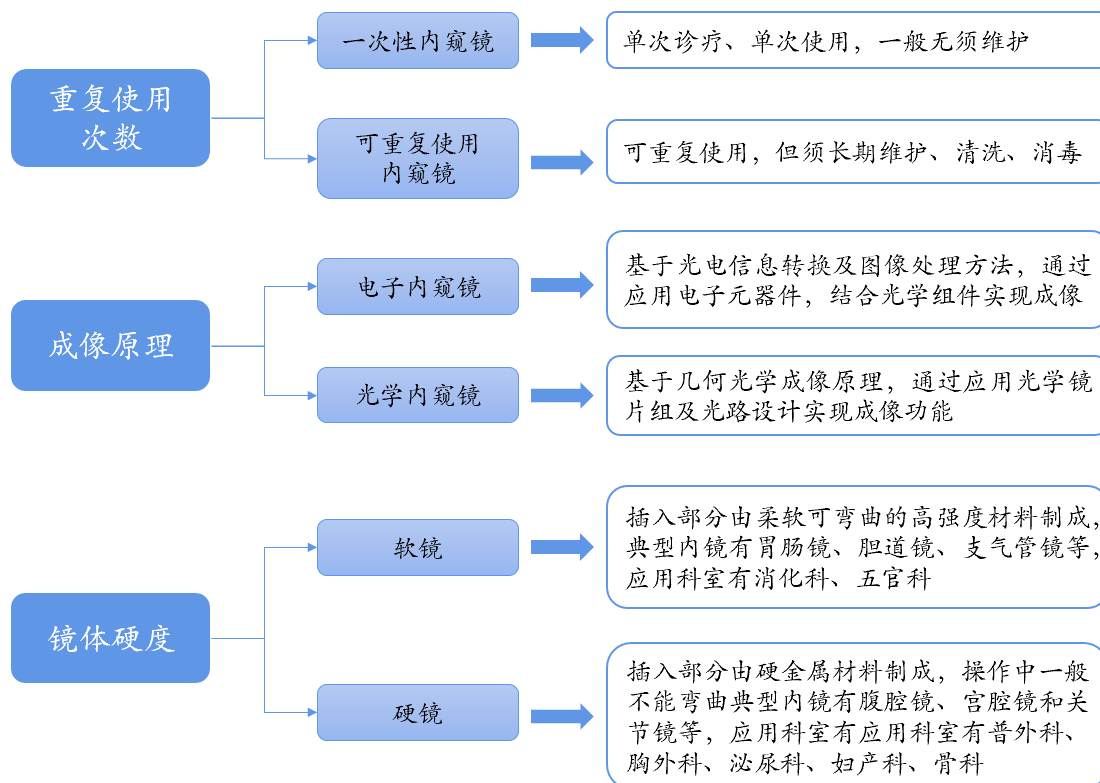 重复使用
次数
一次性内窥镜
单次诊疗、单次使用，一般无须维护
可重复使用
内窥镜
可重复使用，但须长期维护、清洗、消毒
成像原理
电子内窥镜
基于光电信息转换及图像处理方法，通过
应用电子元器件，结合光学组件实现成像
光学内窥镜
基于几何光学成像原理，通过应用光学镜
片组及光路设计实现成像功能
镜体硬度
软镜
插入部分由柔软可弯曲的高强度材料制成，
典型内镜有胃肠镜、胆道镜、支气管镜等，
应用科室有消化科、五官科
硬镜
插入部分由硬金属材料制成，操作中一般
不能弯曲典型内镜有腹腔镜、宫腔镜和关
节镜等，应用科室有应用科室有普外科、
胸外科、泌尿科、妇产科、骨科